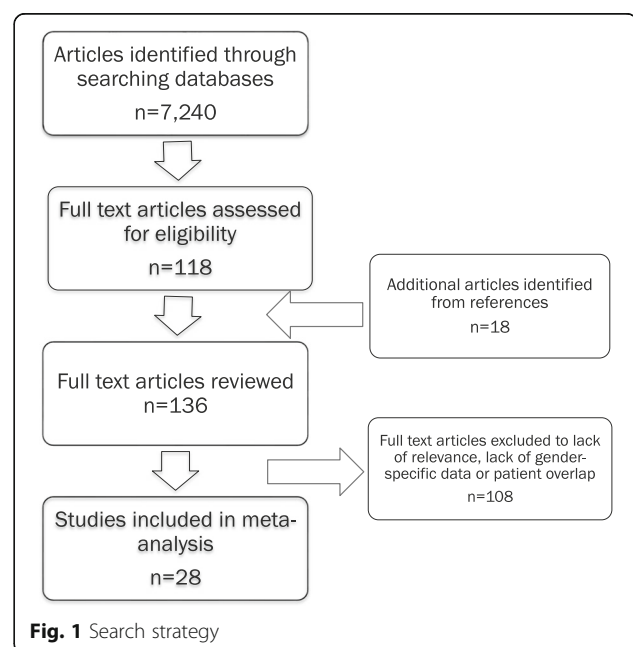 Articles identified through
searching databases
n=7,240
Full text articles assessed
for eligibility
n=118
Additional articles identified
from references
n=18
Full text articles reviewed
n=136
Full text articles excluded to lack
of relevance, lack of gender-
specific data or patient overlap
n=108
Studies included in meta-
analysis
n=28
Fig. 1 Search strategy